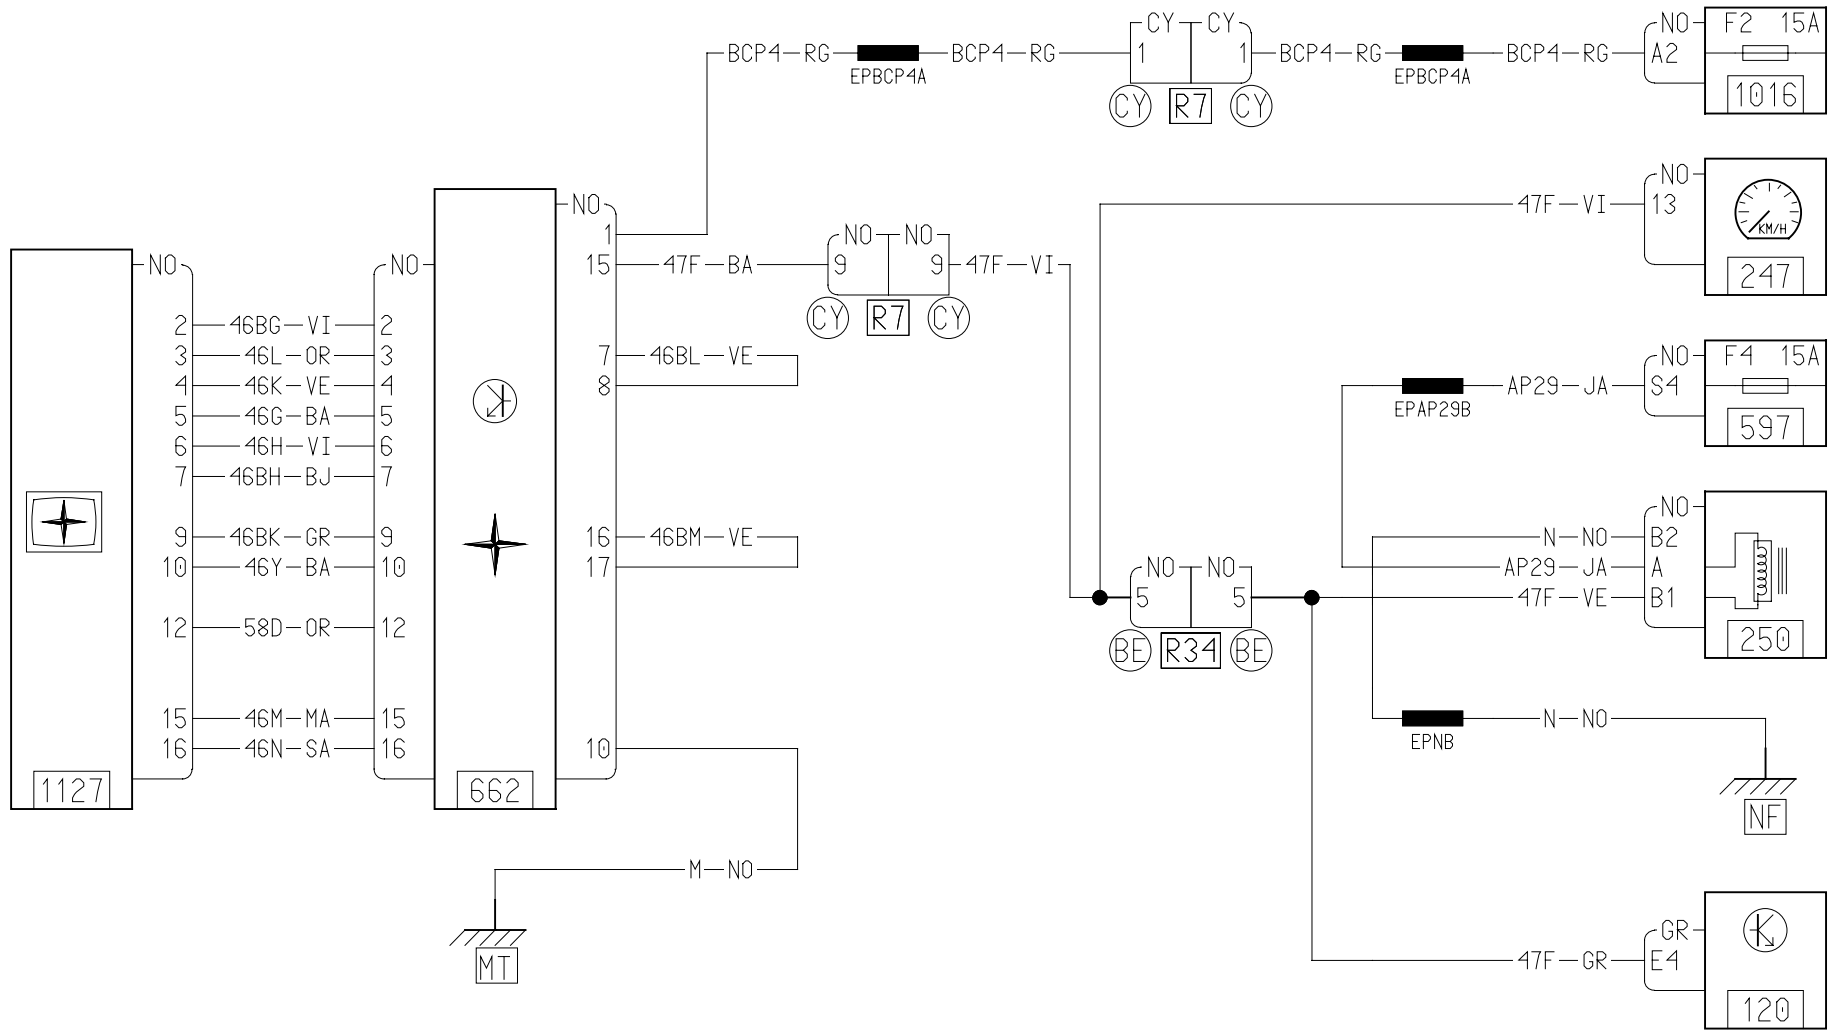 CY CY NO F2 15A
BCP4 RG BCP4 RG 1 1 BCP4 RG BCP4 RG A2
EPBCP4A EPBCP4A
CY R7 CY 1016
NO 13
47F VI
KM/H
247
NO
1
15 47F BA NO NO
9 9 47F VI
CY R7 CY
NO NO
2 46BG VI 2
3 46L OR 3
4 46K VE 4
5 46G BA 5
6 46H VI 6
7 46BH BJ 7
9 46BK GR 9
10 46Y BA 10
12 58D OR 12
15 46M MA 15
16 46N SA 16
1127 662
7 46BL VE
8
16 46BM VE
17
10
M NO
MT
NO F4 15A
AP29 JA S4
EPAP29B
597
NO
N NO B2
AP29 JA A
47F VE B1
250
NO NO
5 5
BE R34 BE
N NO
EPNB
NF
GR
47F GR E4
120